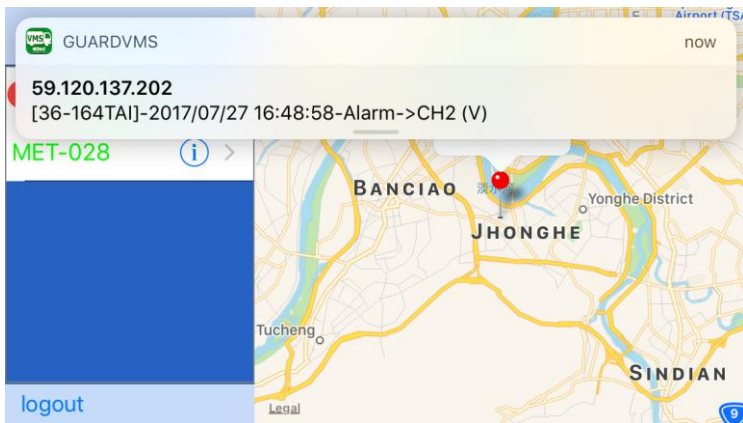 Airport (TSA
VMS
GUARDVMS
now
59.120.137.202
[36-164TAI]-2017/07/27 16:48:58-Alarm->CH2 (V)
MET-028
BANCIAO
Yonghe District
JHONGHE
Tucheng
SINDIAN
logout
Legal
9